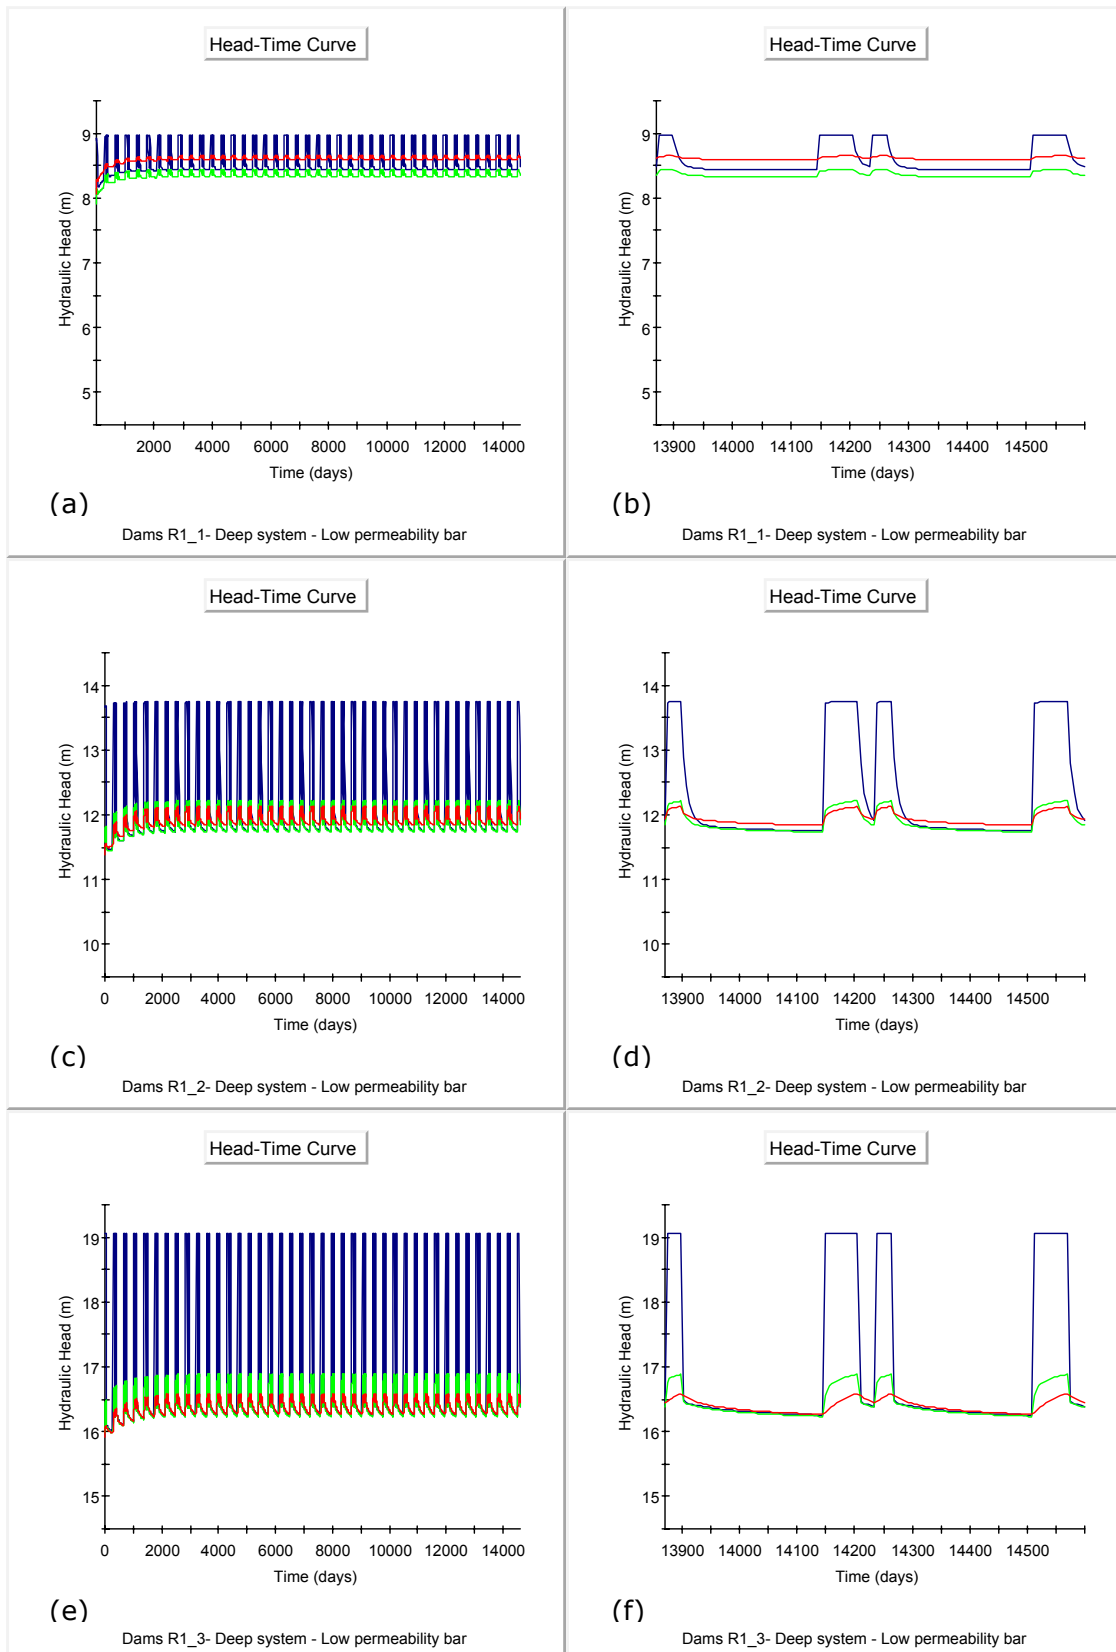 Head-Time Curve
9
8
7
6
5
Hydraulic Head (m)
2000 4000 6000 8000 10000 12000 14000
Time (days)
(a)
Dams R1_1- Deep system - Low permeability bar
Head-Time Curve
9
8
7
6
5
Hydraulic Head (m)
13900 14000 14100 14200 14300 14400 14500
Time (days)
(b)
Dams R1_1- Deep system - Low permeability bar
Head-Time Curve
14
13
12
11
10
Hydraulic Head (m)
0 2000 4000 6000 8000 10000 12000 14000
Time (days)
(c)
Dams R1_2- Deep system - Low permeability bar
Head-Time Curve
14
13
12
11
10
Hydraulic Head (m)
13900 14000 14100 14200 14300 14400 14500
Time (days)
(d)
Dams R1_2- Deep system - Low permeability bar
Head-Time Curve
19
18
17
16
15
Hydraulic Head (m)
0 2000 4000 6000 8000 10000 12000 14000
Time (days)
(e)
Dams R1_3- Deep system - Low permeability bar
Head-Time Curve
19
18
17
16
15
Hydraulic Head (m)
13900 14000 14100 14200 14300 14400 14500
Time (days)
(f)
Dams R1_3- Deep system - Low permeability bar